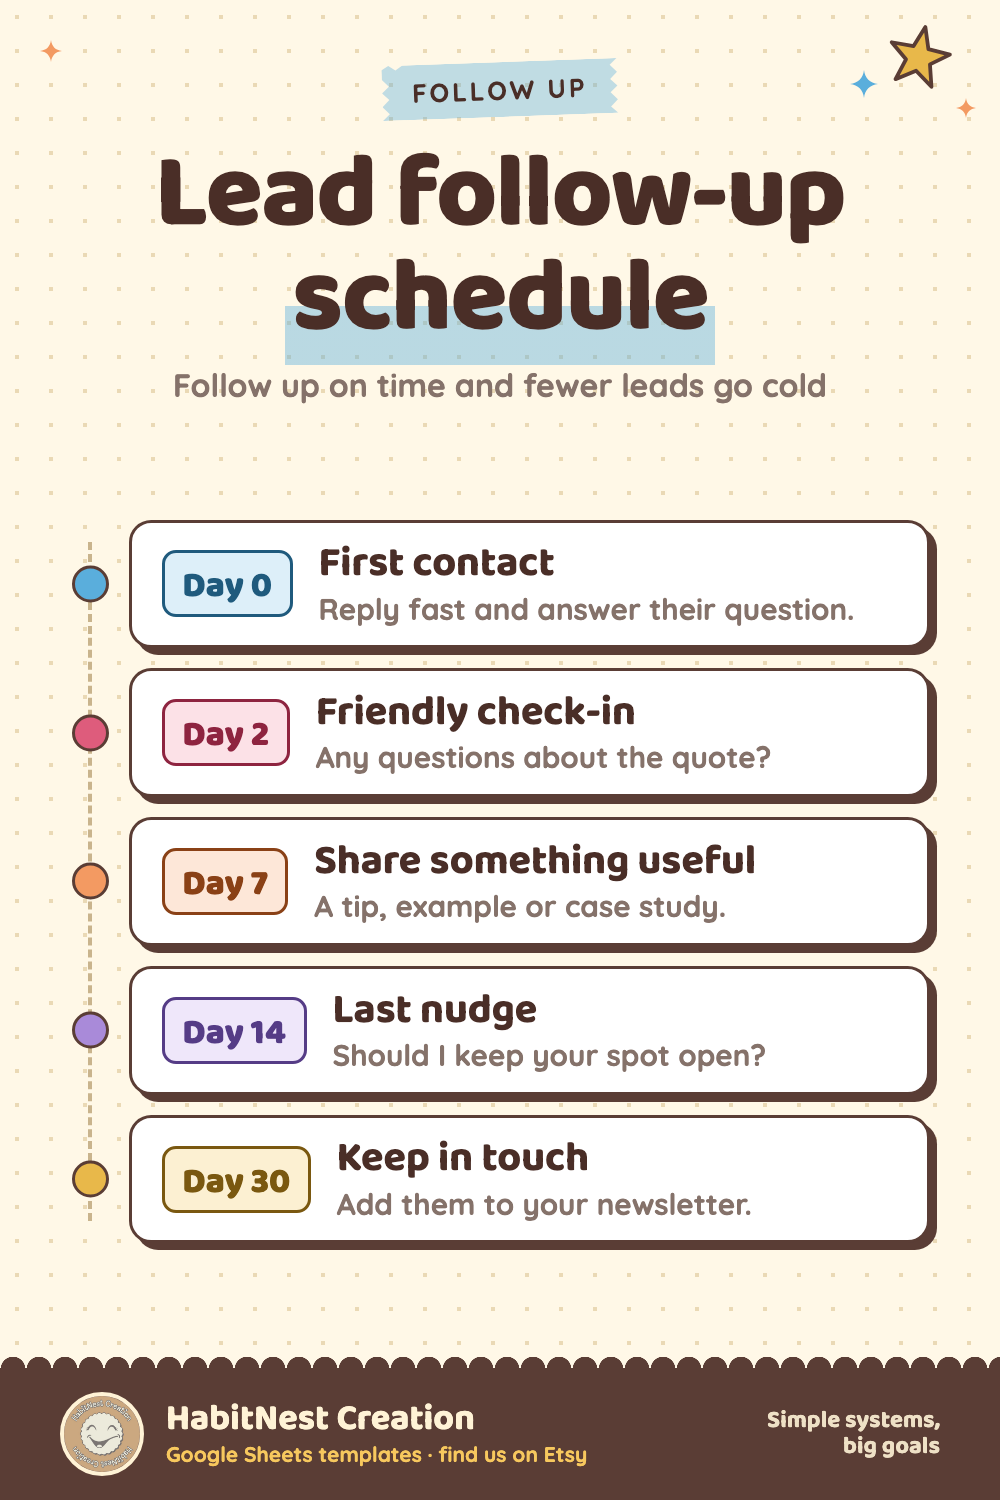 FOLLOW UP
Lead follow-up
schedule
Follow up on time and fewer leads go cold
Day 0
First contact
Reply fast and answer their question.
Day 2
Friendly check-in
Any questions about the quote?
Day 7
Share something useful
A tip, example or case study.
Day 14
Last nudge
Should I keep your spot open?
Day 30
Keep in touch
Add them to your newsletter.
HabitNest Creation
HabitNest Creation
Google Sheets templates · find us on Etsy
Simple systems,
big goals